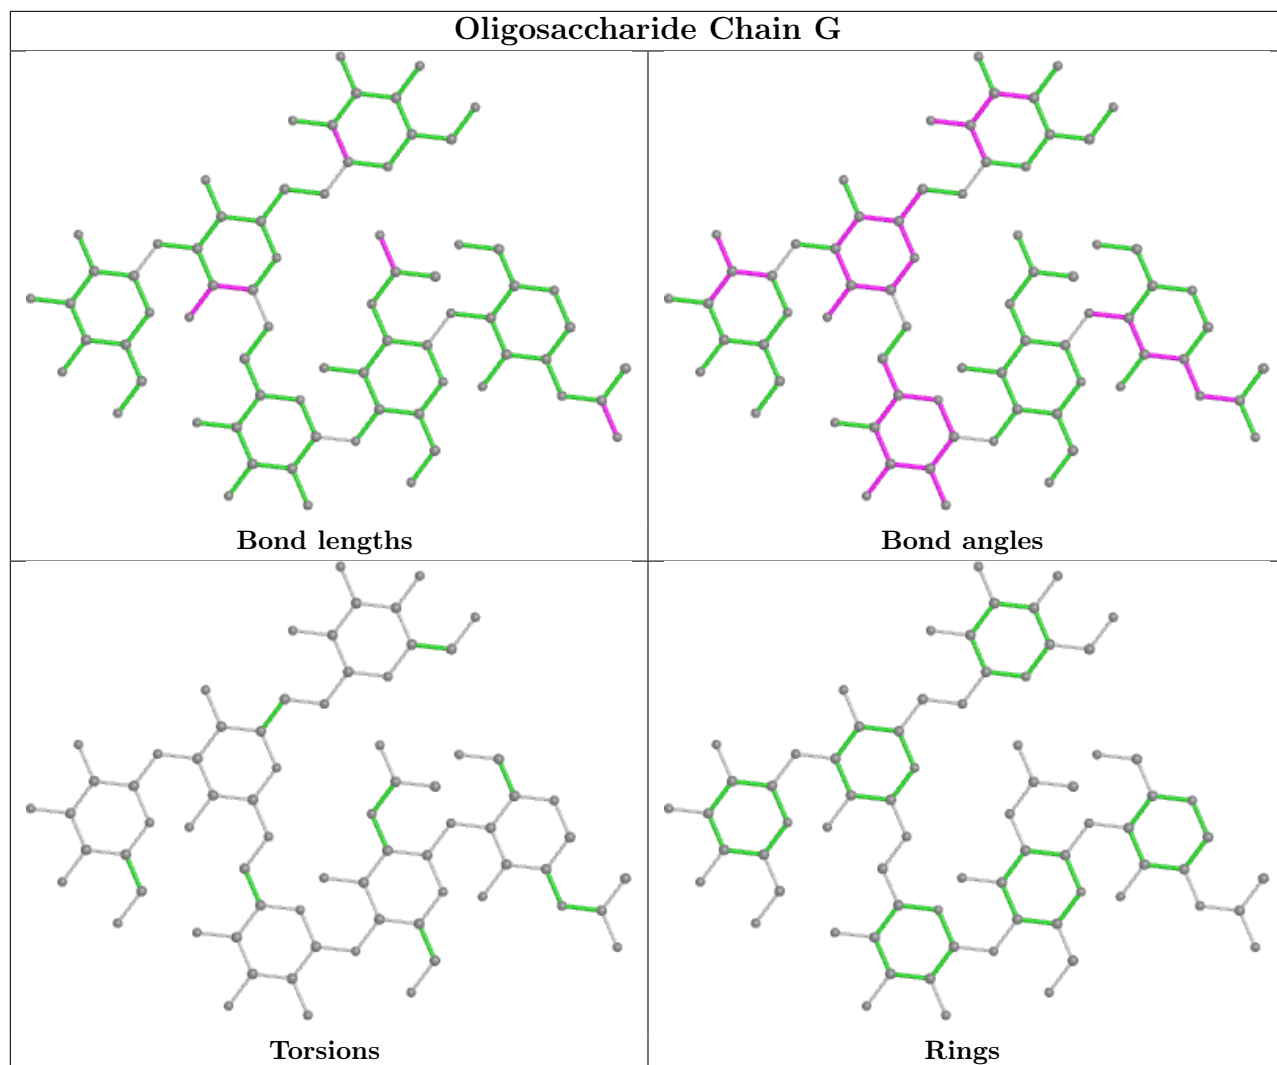 Oligosaccharide Chain G
Bond lengths
Bond angles
Torsions
Rings